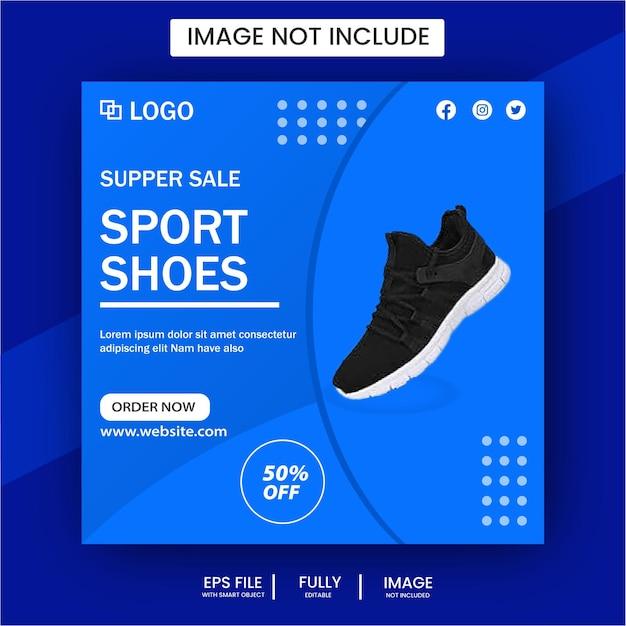 IMAGE NOT INCLUDE
LOGO
SUPPER SALE
SPORT
SHOES
Lorem ipsum dolor sit amet consectetur
adipiscing elit. Nam have also
ORDER NOW
www.website.com
50%
OFF
EPS FILE
WITH SMART OBJECT
FULLY
EDITABLE
IMAGE
NOT INCLUDED